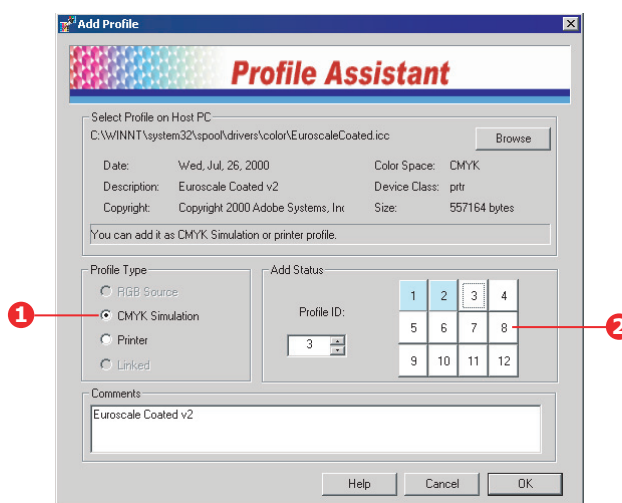 Add Profile
Profile Assistant
Select Profile on Host PC
C:\WINNT\system32\spool\drivers\color\EuroscaleCoated.icc
Browse
Date: Wed, Jul, 26, 2000 Color Space: CMYK
Description: Euroscale Coated v2 Device Class: prtr
Copyright: Copyright 2000 Adobe Systems, Inc Size: 557164 bytes
You can add it as CMYK Simulation or printer profile.
Profile Type
RGB Source
1 CMYK Simulation
Printer
Linked
Add Status
Profile ID:
3
1 2 3 4
5 6 7 8
9 10 11 12
2
Comments
Euroscale Coated v2
Help Cancel OK